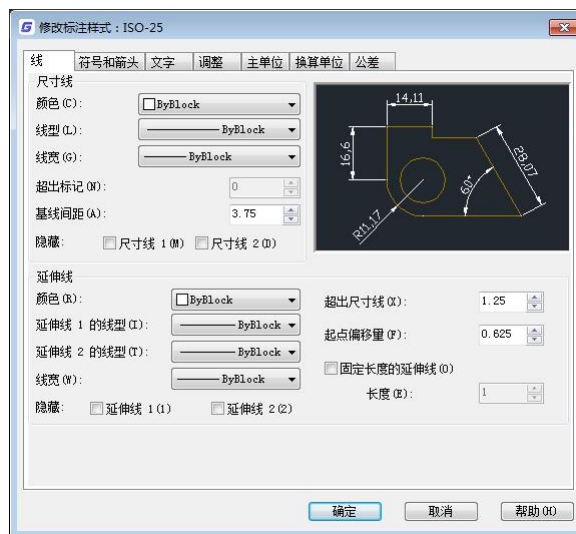 修改标注样式：ISO-25
线 符号和箭头 文字 调整 主单位 换算单位 公差
尺寸线
颜色(C)： ByBlock
线型(L)： ByBlock
线宽(G)： ByBlock
超出标记(N)： 0
基线间距(A)： 3.75
隐藏： 尺寸线 1(M) 尺寸线 2(D)
14,11
16,6
28,07
60°
R11,17
延伸线
颜色(R)： ByBlock
延伸线 1 的线型(I)： ByBlock
延伸线 2 的线型(T)： ByBlock
线宽(W)： ByBlock
隐藏： 延伸线 1(1) 延伸线 2(2)
超出尺寸线(X)： 1.25
起点偏移量(F)： 0.625
固定长度的延伸线(O)
长度(E)： 1
确定 取消 帮助(H)